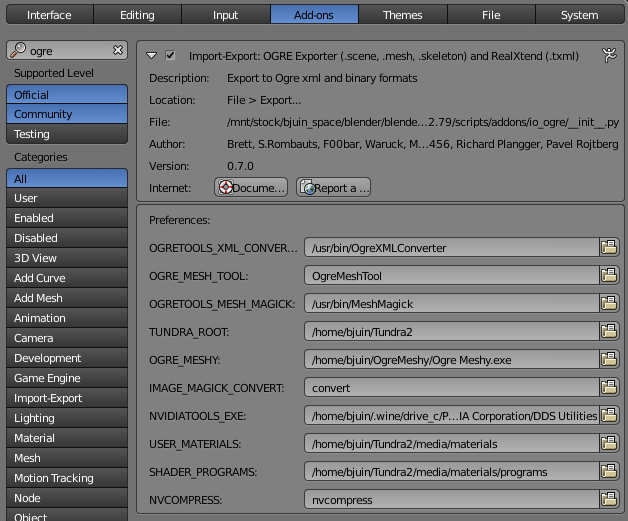 Interface Editing Input Add-ons Themes File System
ogre
Supported Level
Official
Community
Testing
Categories
All
User
Enabled
Disabled
3D View
Add Curve
Add Mesh
Animation
Camera
Development
Game Engine
Import-Export
Lighting
Material
Mesh
Motion Tracking
Node
Object
Import-Export: OGRE Exporter (.scene, .mesh, .skeleton) and RealXtend (.txml)
Description: Export to Ogre xml and binary formats
Location: File > Export...
File: /mnt/stock/bjuin_space/blender/blende...2.79/scripts/addons/io_ogre/__init__.py
Author: Brett, S.Rombauts, F00bar, Waruck, M...456, Richard Plangger, Pavel Rojtberg
Version: 0.7.0
Internet: Docume... Report a ...
Preferences:
OGRETOOLS_XML_CONVER... /usr/bin/OgreXMLConverter
OGRE_MESH_TOOL: OgreMeshTool
OGRETOOLS_MESH_MAGICK: /usr/bin/MeshMagick
TUNDRA_ROOT: /home/bjuin/Tundra2
OGRE_MESHY: /home/bjuin/OgreMeshy/Ogre Meshy.exe
IMAGE_MAGICK_CONVERT: convert
NVIDIATOOLS_EXE: /home/bjuin/.wine/drive_c/P...IA Corporation/DDS Utilities
USER_MATERIALS: /home/bjuin/Tundra2/media/materials
SHADER_PROGRAMS: /home/bjuin/Tundra2/media/materials/programs
NVCOMPRESS: nvcompress